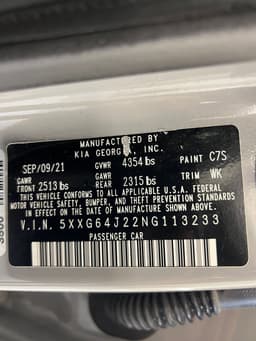 MANUFACTURED BY
KIA GEORGIA, INC.
SEP/09/21 GVWR 4354 lbs PAINT C7S
GAWR GAWR TRIM WK
FRONT 2513 lbs REAR 2315 lbs
THIS VEHICLE CONFORMS TO ALL APPLICABLE FEDERAL
MOTOR VEHICLE SAFETY, BUMPER, AND THEFT PREVENTION STANDARDS
IN EFFECT ON THE DATE OF MANUFACTURE SHOWN ABOVE.
V.I.N. 5XXG64J22NG113233
PASSENGER CAR